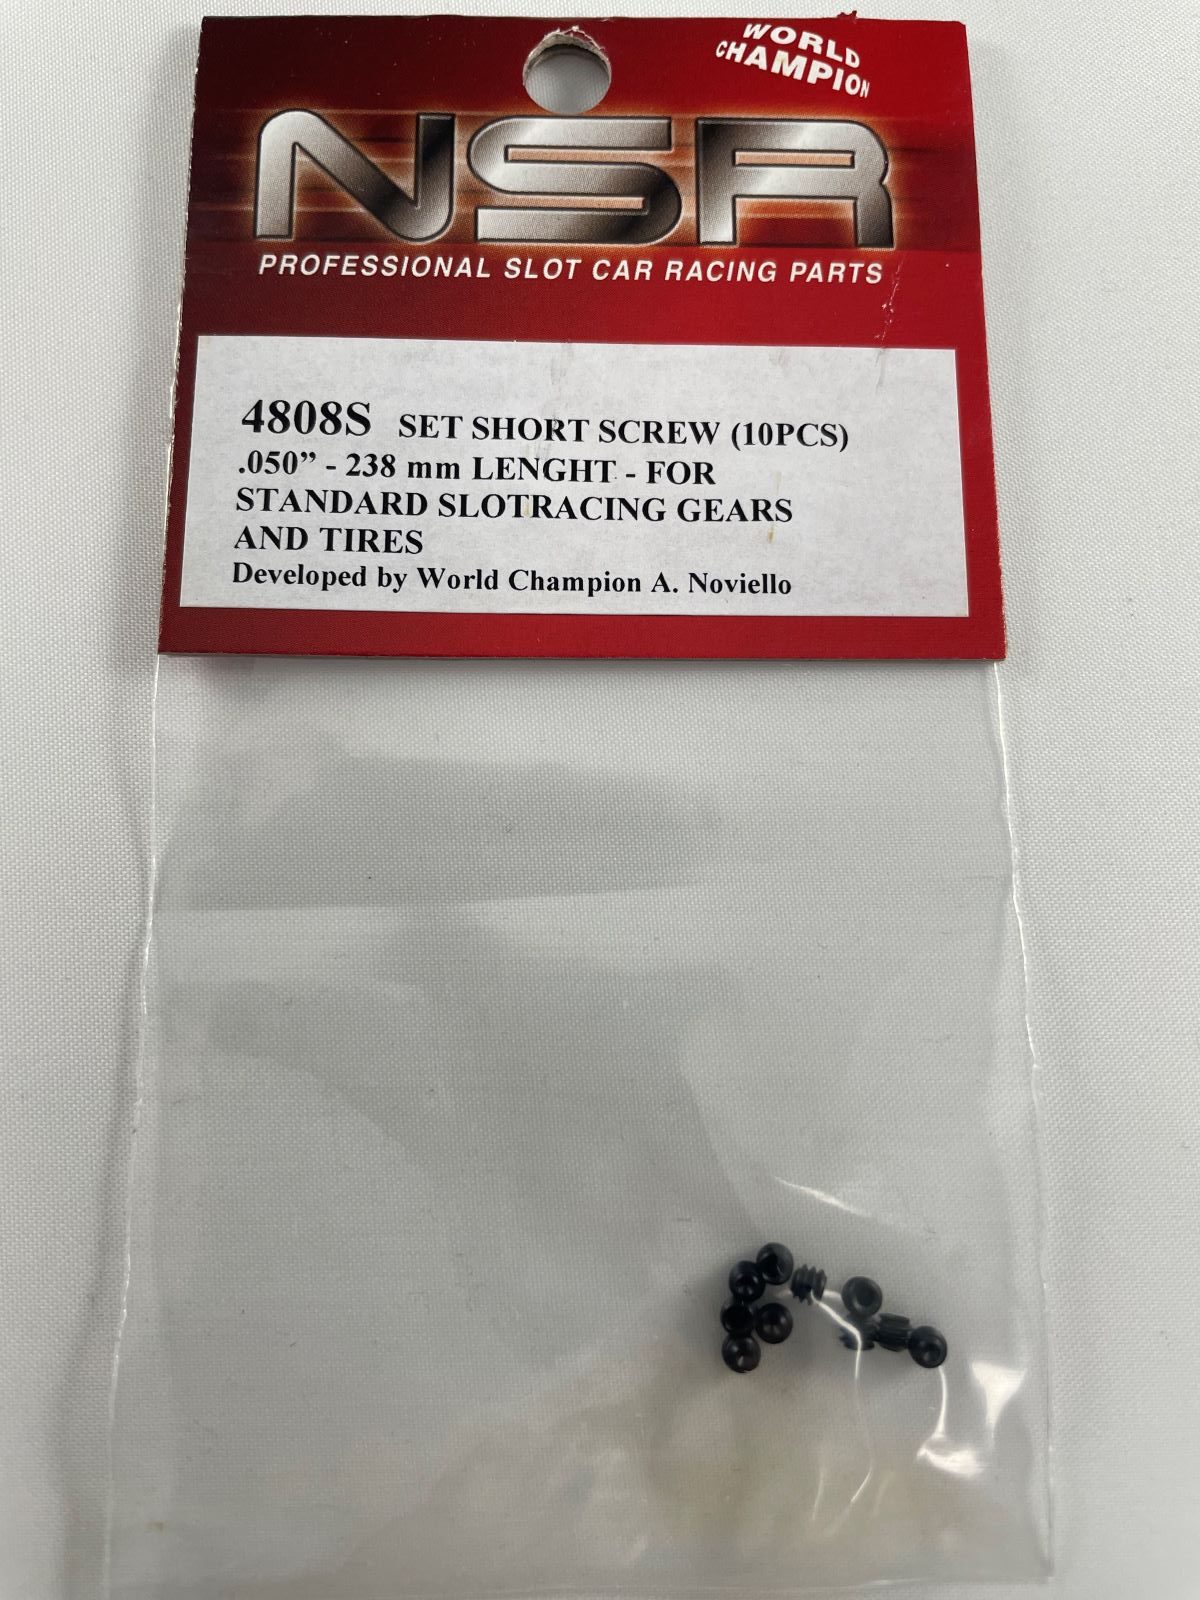 WORLD
CHAMPION
NSR
PROFESSIONAL SLOT CAR RACING PARTS
4808S SET SHORT SCREW (10PCS)
.050” - 238 mm LENGHT - FOR
STANDARD SLOTRACING GEARS
AND TIRES
Developed by World Champion A. Noviello